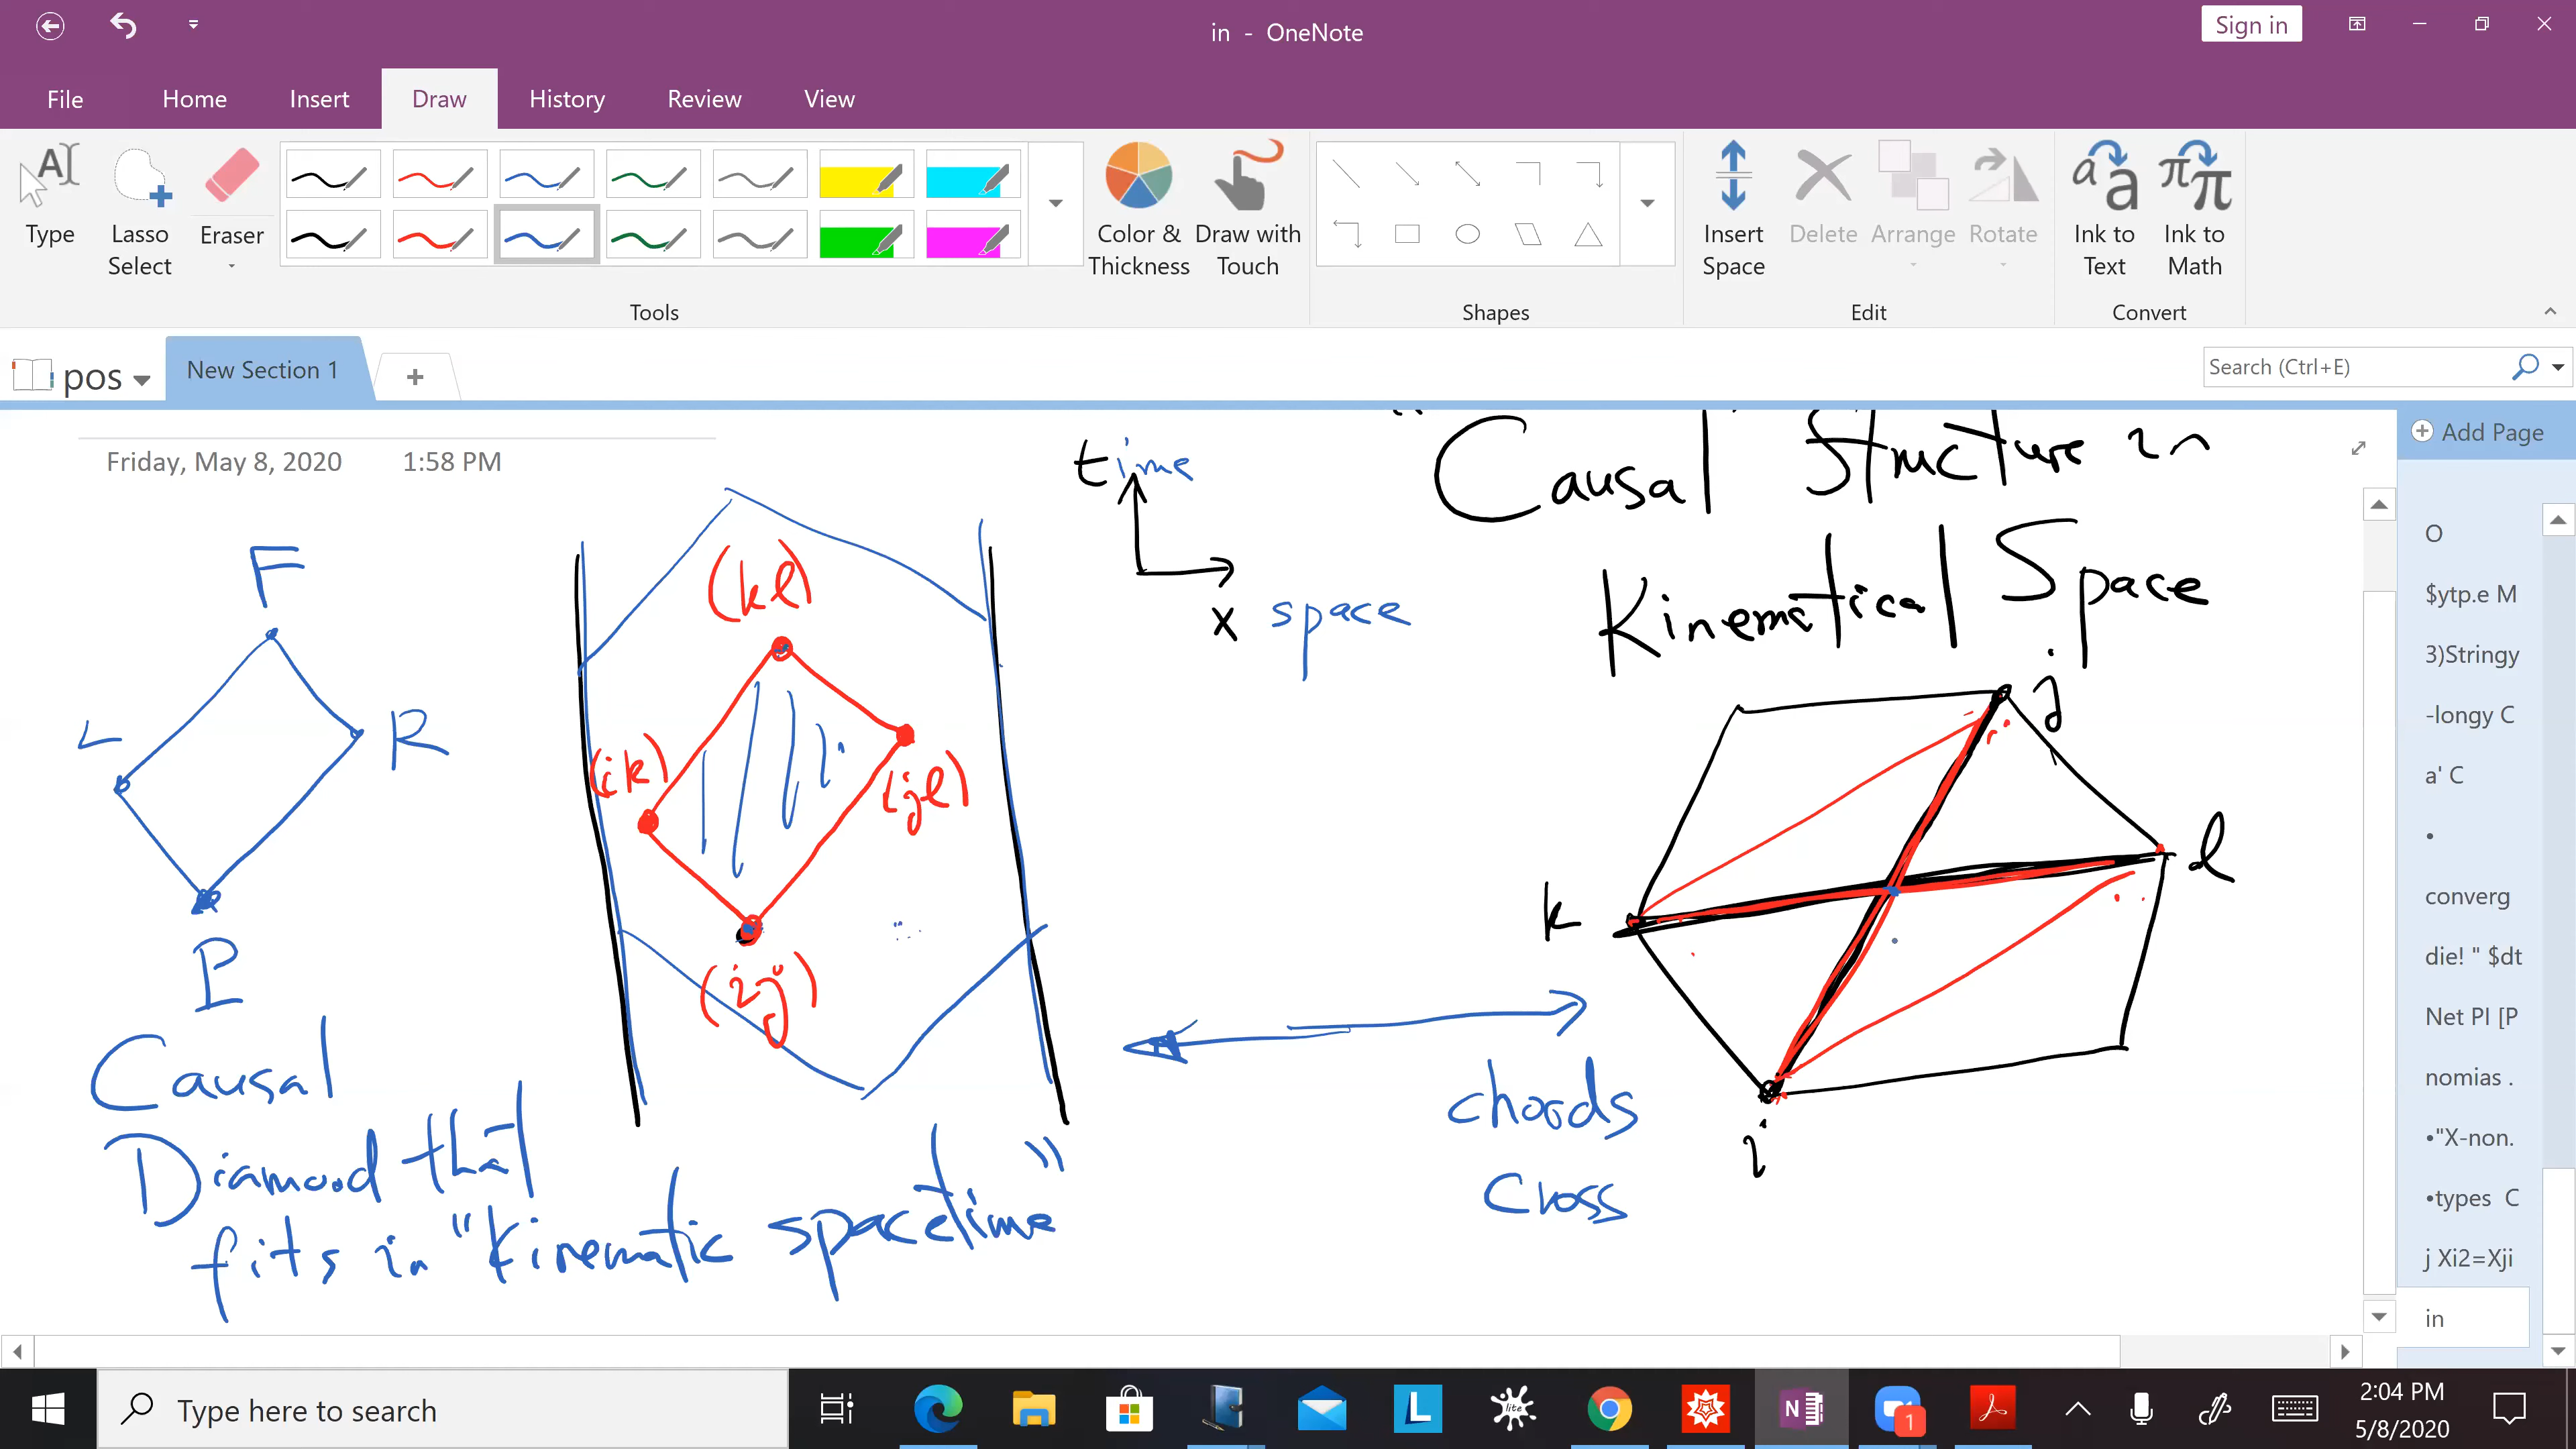 in - OneNote
Sign in
File Home Insert Draw History Review View
Type
Lasso Select
Eraser
Color & Thickness
Draw with Touch
Insert Space
Delete Arrange Rotate
Ink to Text
Ink to Math
Tools
Shapes
Edit
Convert
pos
New Section 1
+
Search (Ctrl+E)
Add Page
Friday, May 8, 2020 1:58 PM
time
x space
Causal Structure in
Kinematical Space
F
L
R
P
(kl)
(ik)
(jl)
(ij)
j
l
k
i
chords
cross
Causal
Diamond that
fits in "Kinematic spacetime"
O
$ytp.e M
3)Stringy
-longy C
a' C
•
converg
die! " $dt
Net PI [P
nomias .
•"X-non.
•types C
j Xi2=Xji
in
Type here to search
L
lite
N
1
2:04 PM
5/8/2020